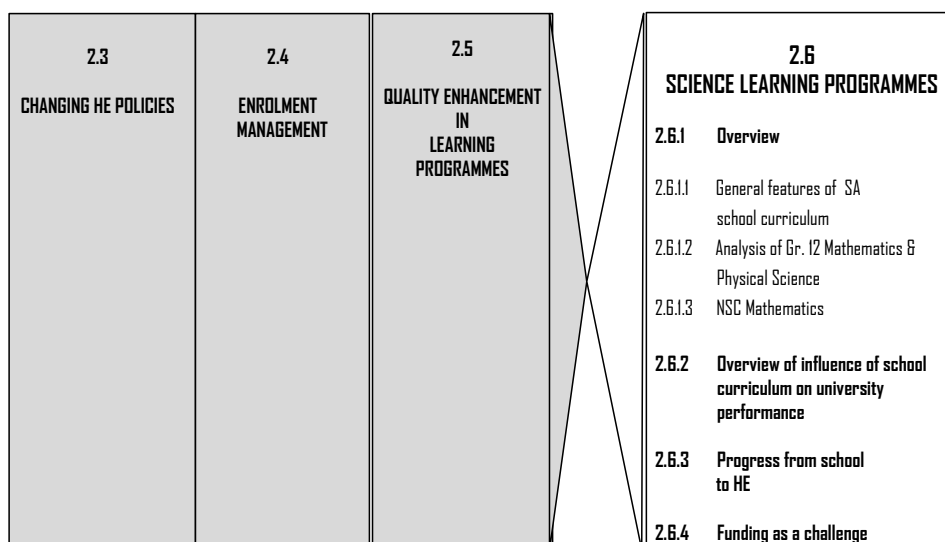 2.3
CHANGING HE POLICIES
2.4
ENROLMENT
MANAGEMENT
2.5
QUALITY ENHANCEMENT
IN
LEARNING
PROGRAMMES
2.6
SCIENCE LEARNING PROGRAMMES
2.6.1 Overview
2.6.1.1 General features of SA
school curriculum
2.6.1.2 Analysis of Gr. 12 Mathematics &
Physical Science
2.6.1.3 NSC Mathematics
2.6.2 Overview of influence of school
curriculum on university
performance
2.6.3 Progress from school
to HE
2.6.4 Funding as a challenge